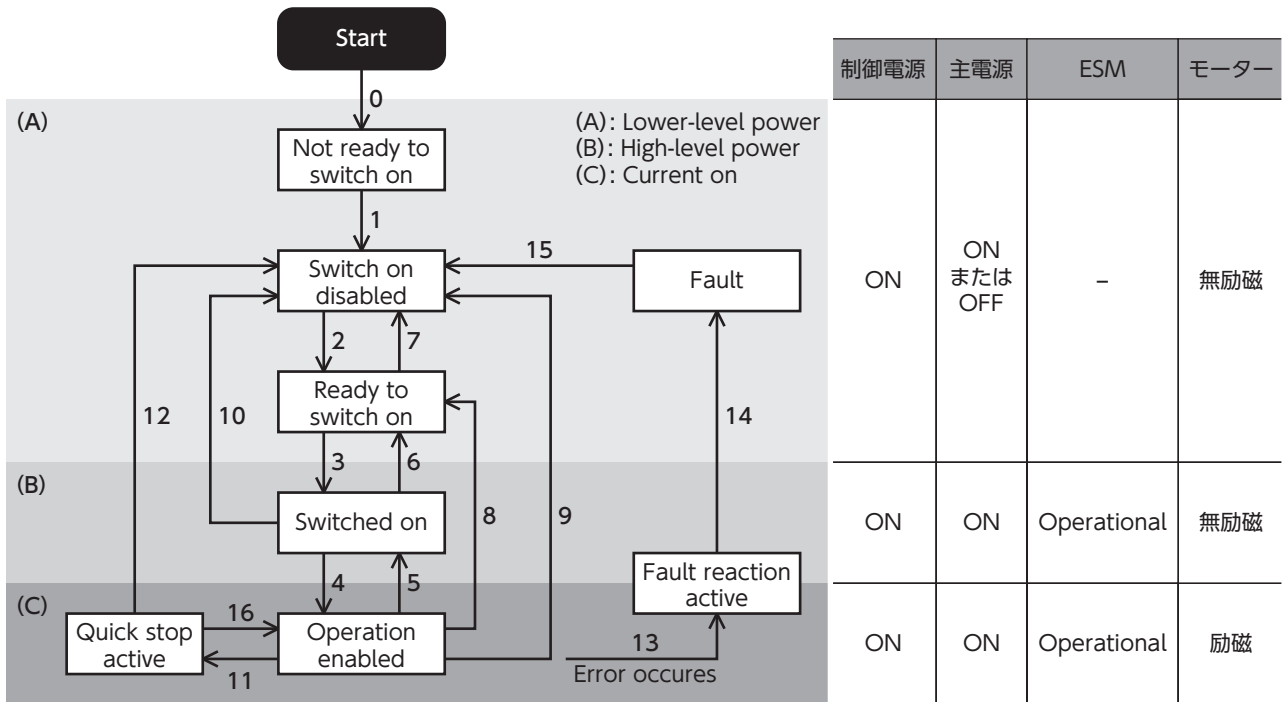 Start
0
(A)
(A): Lower-level power
(B): High-level power
(C): Current on
Not ready to
switch on
1
15
Switch on
disabled
Fault
2
7
Ready to
switch on
12
10
14
3
6
(B)
Switched on
8
9
4
5
Fault reaction
active
(C)
16
Quick stop
active
Operation
enabled
13
11
Error occures
制御電源 主電源 ESM モーター
ON
ON
または
OFF
–
無励磁
ON ON Operational 無励磁
ON ON Operational 励磁